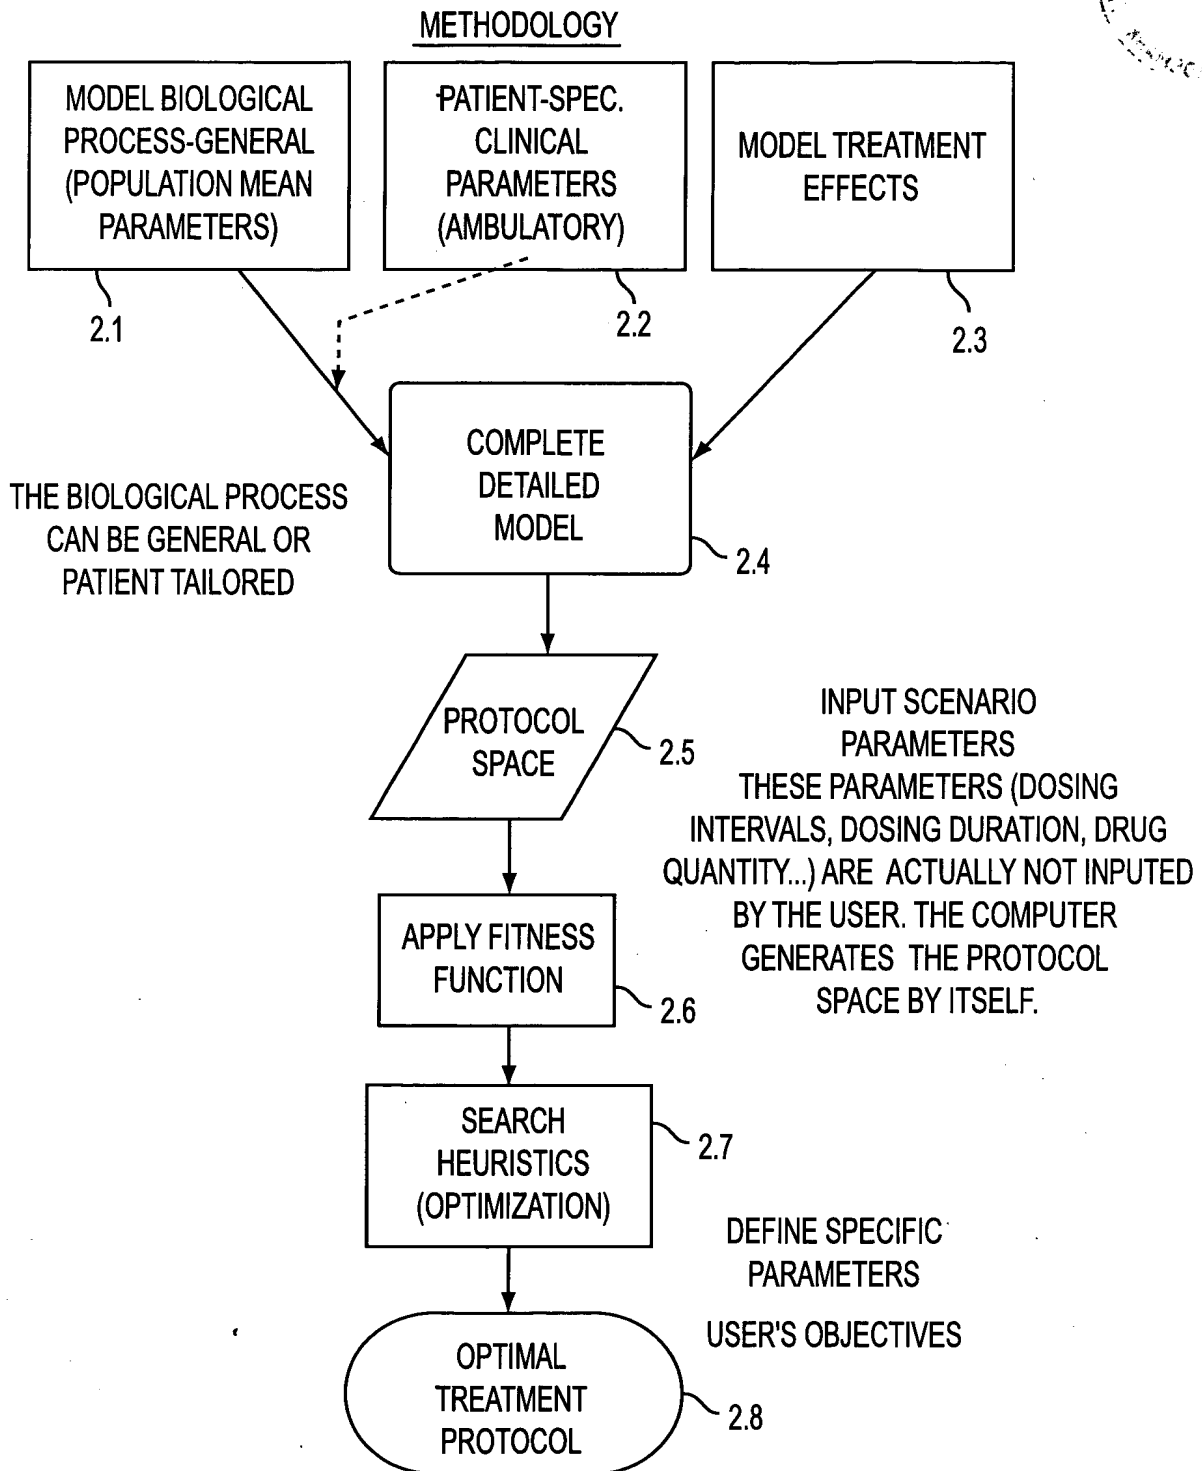 METHODOLOGY
MODEL BIOLOGICAL
PROCESS-GENERAL
(POPULATION MEAN
PARAMETERS)
2.1
PATIENT-SPEC.
CLINICAL
PARAMETERS
(AMBULATORY)
2.2
MODEL TREATMENT
EFFECTS
2.3
COMPLETE
DETAILED
MODEL
2.4
THE BIOLOGICAL PROCESS
CAN BE GENERAL OR
PATIENT TAILORED
PROTOCOL
SPACE
2.5
INPUT SCENARIO
PARAMETERS
THESE PARAMETERS (DOSING
INTERVALS, DOSING DURATION, DRUG
QUANTITY...) ARE ACTUALLY NOT INPUTED
BY THE USER. THE COMPUTER
GENERATES THE PROTOCOL
SPACE BY ITSELF.
APPLY FITNESS
FUNCTION
2.6
SEARCH
HEURISTICS
(OPTIMIZATION)
2.7
DEFINE SPECIFIC
PARAMETERS
USER'S OBJECTIVES
OPTIMAL
TREATMENT
PROTOCOL
2.8